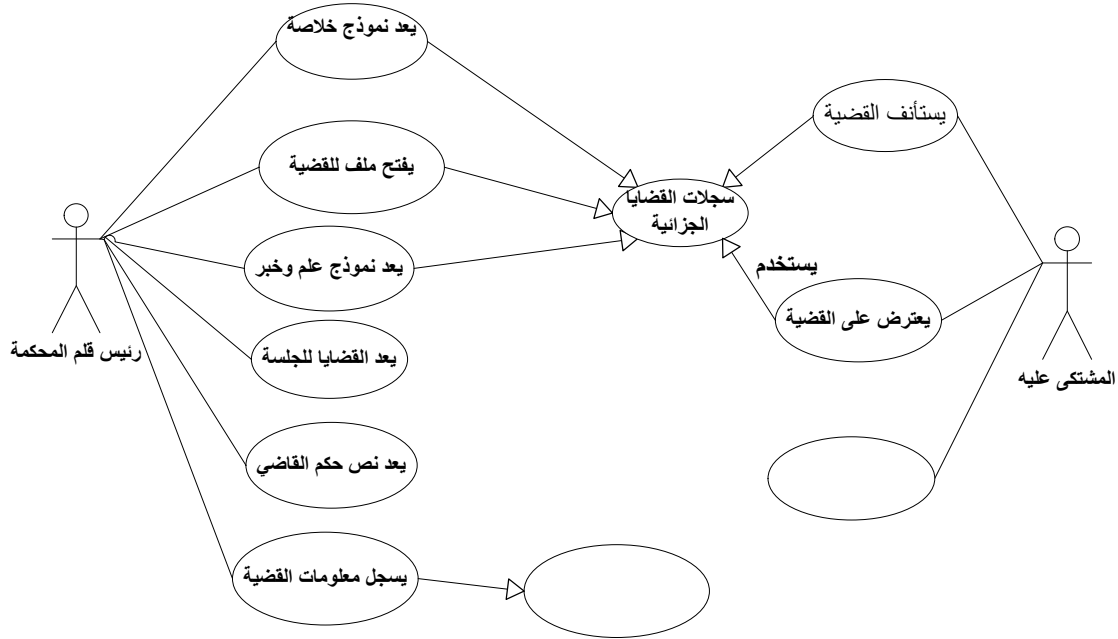 يعد نموذج خلاصة
يستأنف القضية
يفتح ملف للقضية
سجلات القضايا
الجزائية
يعد نموذج علم وخبر
يستخدم
يعترض على القضية
رئيس قلم المحكمة
يعد القضايا للجلسة
المشتكى عليه
يعد نص حكم القاضي
يسجل معلومات القضية